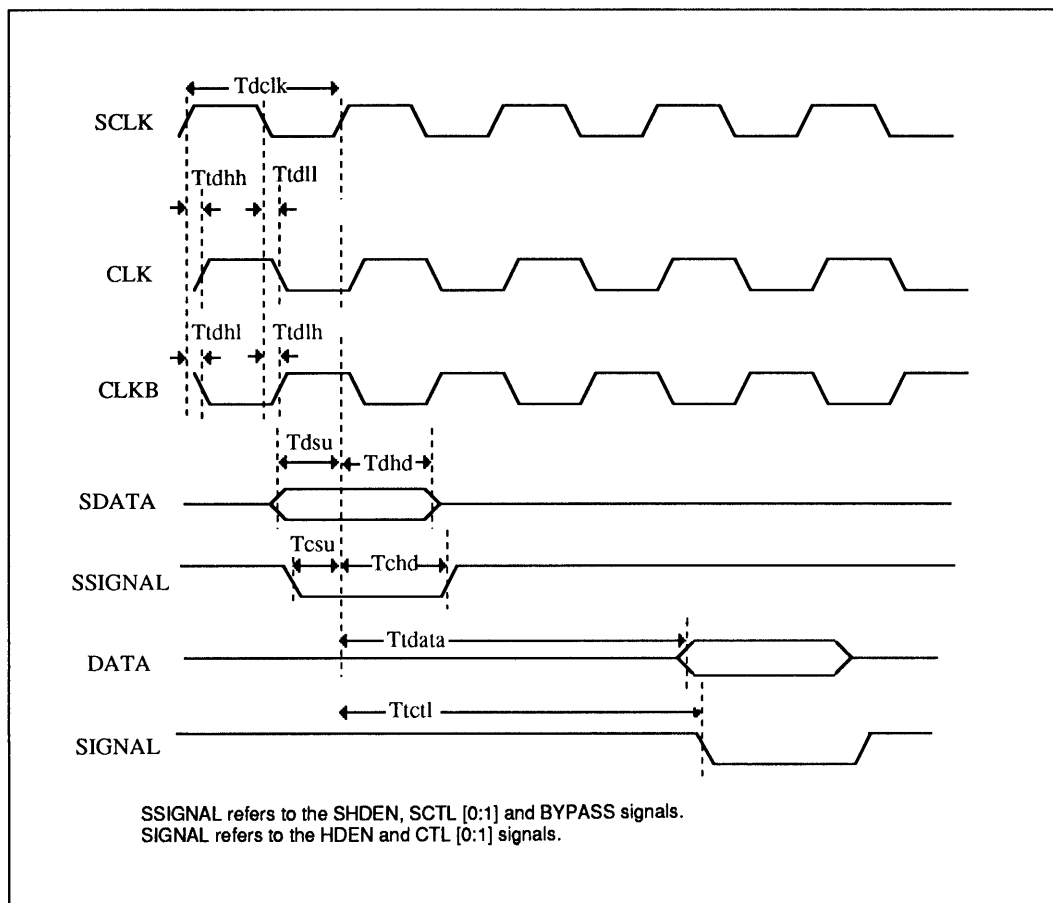 Tdclk
SCLK
Ttdhh Ttdll
CLK
Ttdhl Ttdlh
CLKB
Tdsu Tdhd
SDATA
Tcsu Tchd
SSIGNAL
Ttdata
DATA
Ttctl
SIGNAL
SSIGNAL refers to the SHDEN, SCTL [0:1] and BYPASS signals.
SIGNAL refers to the HDEN and CTL [0:1] signals.